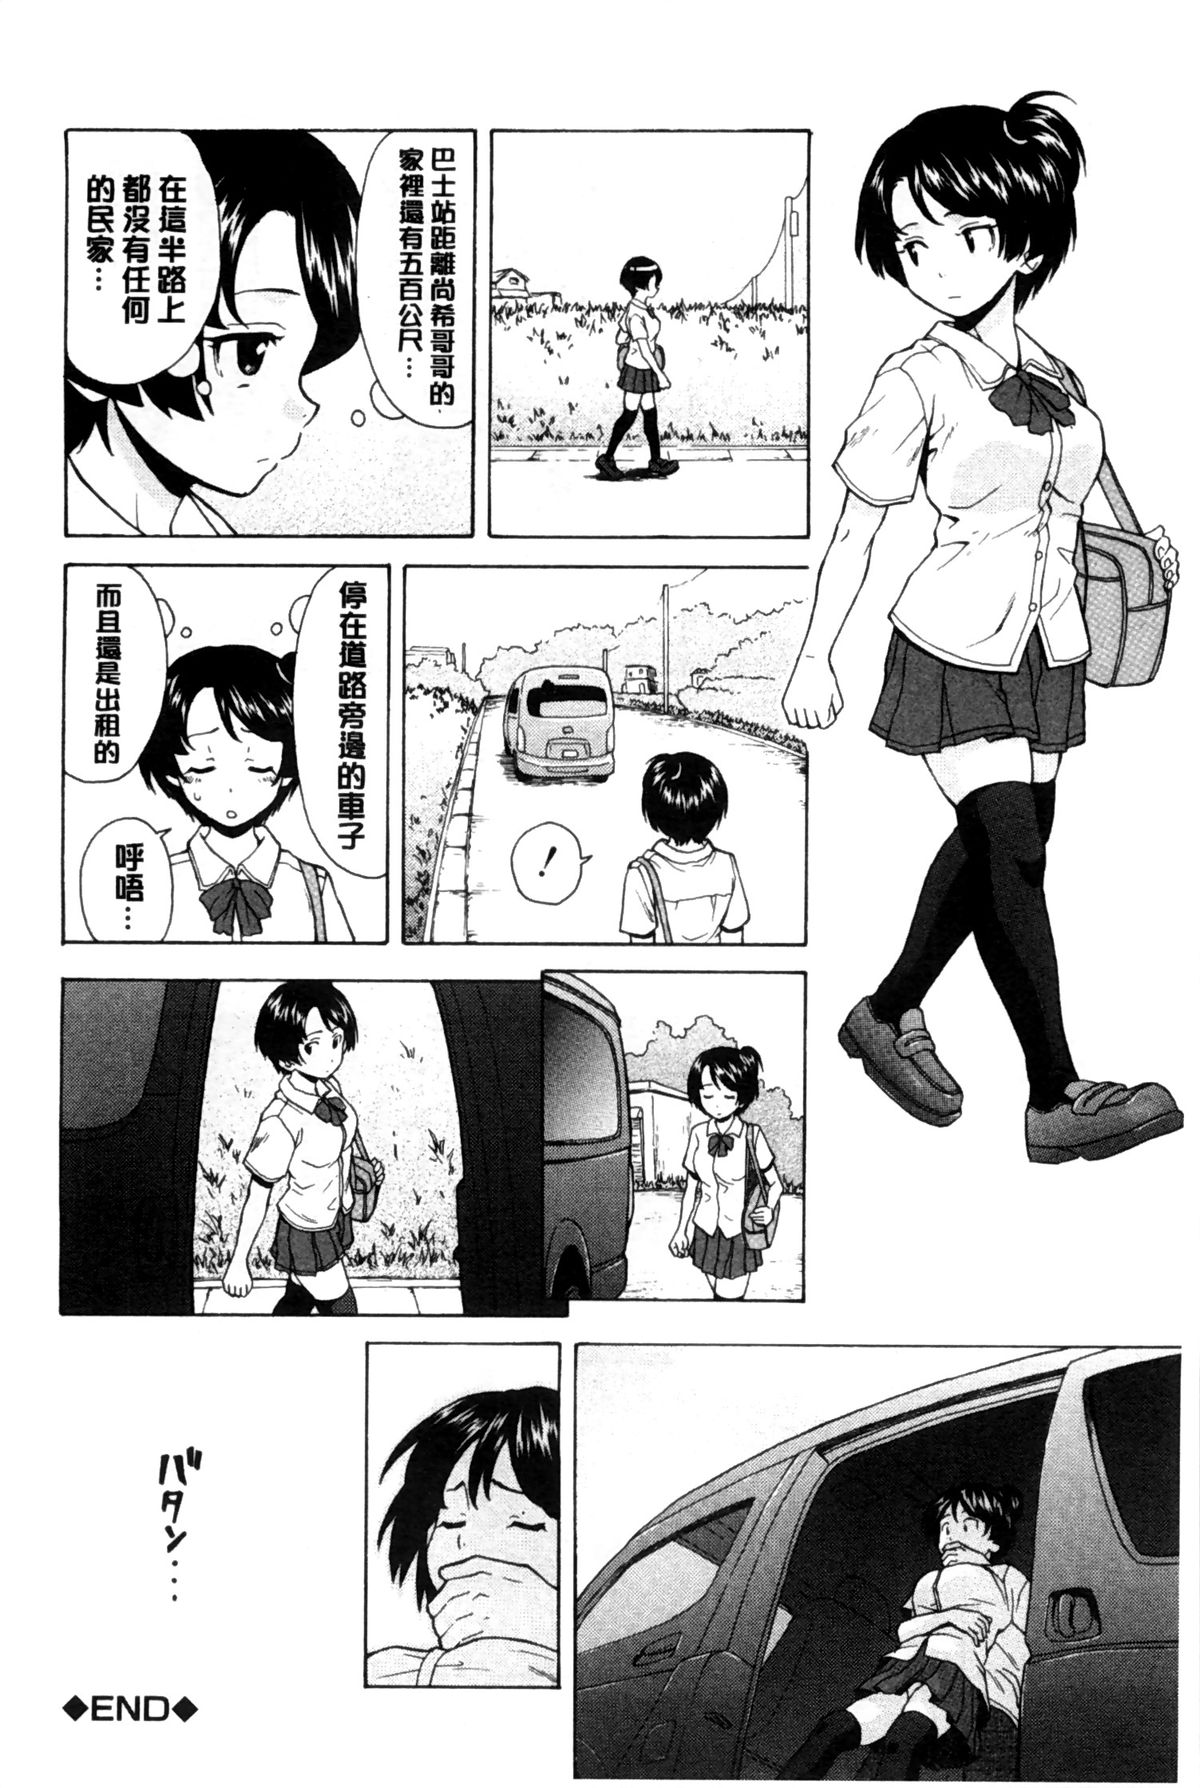 巴士站距離尚希哥哥的
家裡還有五百公尺…
在這半路上
都沒有任何
的民家…
！
停在道路旁邊的車子
而且還是出租的
呼唔…
バタン...
◆END◆